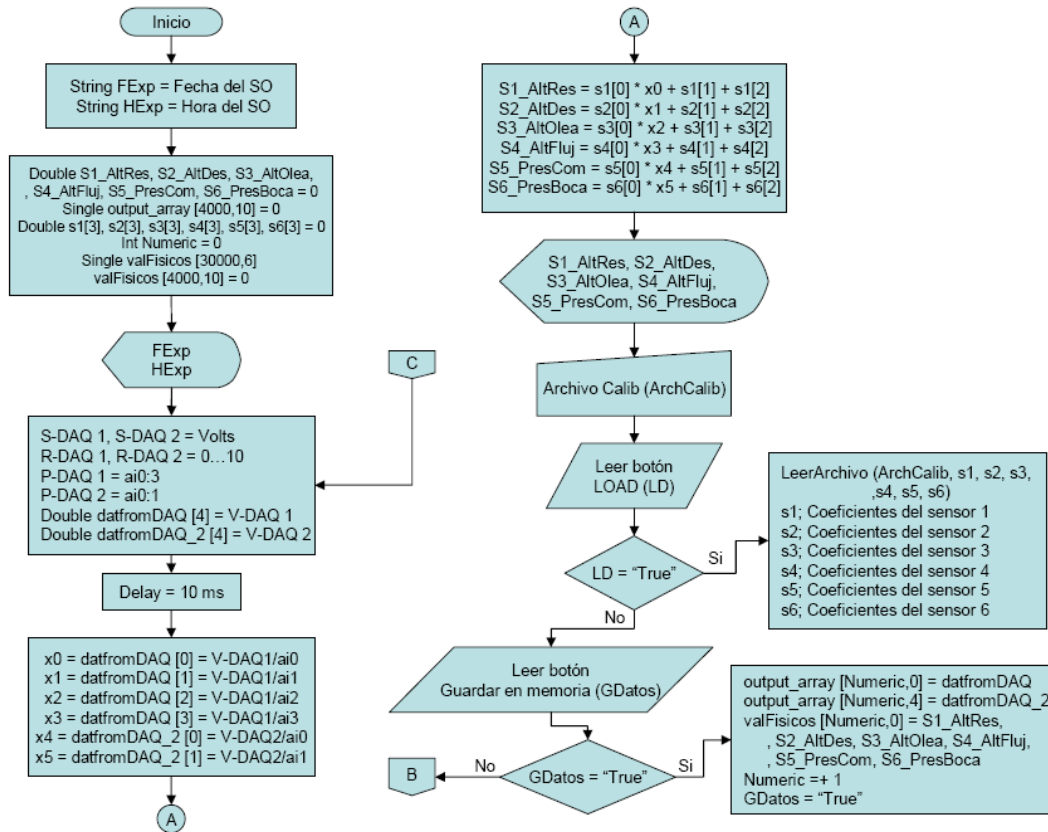 Inicio
String FExp = Fecha del SO
String HExp = Hora del SO
Double S1_AltRes, S2_AltDes, S3_AltOlea,
, S4_AltFluj, S5_PresCom, S6_PresBoca = 0
Single output_array [4000,10] = 0
Double s1[3], s2[3], s3[3], s4[3], s5[3], s6[3] = 0
Int Numeric = 0
Single valFisicos [30000,6]
valFisicos [4000,10] = 0
FExp
HExp
C
S-DAQ 1, S-DAQ 2 = Volts
R-DAQ 1, R-DAQ 2 = 0...10
P-DAQ 1 = ai0:3
P-DAQ 2 = ai0:1
Double datfromDAQ [4] = V-DAQ 1
Double datfromDAQ_2 [4] = V-DAQ 2
Delay = 10 ms
x0 = datfromDAQ [0] = V-DAQ1/ai0
x1 = datfromDAQ [1] = V-DAQ1/ai1
x2 = datfromDAQ [2] = V-DAQ1/ai2
x3 = datfromDAQ [3] = V-DAQ1/ai3
x4 = datfromDAQ_2 [0] = V-DAQ2/ai0
x5 = datfromDAQ_2 [1] = V-DAQ2/ai1
A
A
S1_AltRes = s1[0] * x0 + s1[1] + s1[2]
S2_AltDes = s2[0] * x1 + s2[1] + s2[2]
S3_AltOlea = s3[0] * x2 + s3[1] + s3[2]
S4_AltFluj = s4[0] * x3 + s4[1] + s4[2]
S5_PresCom = s5[0] * x4 + s5[1] + s5[2]
S6_PresBoca = s6[0] * x5 + s6[1] + s6[2]
S1_AltRes, S2_AltDes,
S3_AltOlea, S4_AltFluj,
S5_PresCom, S6_PresBoca
Archivo Calib (ArchCalib)
Leer botón
LOAD (LD)
LD = “True”
Si
No
LeerArchivo (ArchCalib, s1, s2, s3,
,s4, s5, s6)
s1; Coeficientes del sensor 1
s2; Coeficientes del sensor 2
s3; Coeficientes del sensor 3
s4; Coeficientes del sensor 4
s5; Coeficientes del sensor 5
s6; Coeficientes del sensor 6
Leer botón
Guardar en memoria (GDatos)
GDatos = “True”
No
Si
B
output_array [Numeric,0] = datfromDAQ
output_array [Numeric,4] = datfromDAQ_2
valFisicos [Numeric,0] = S1_AltRes,
, S2_AltDes, S3_AltOlea, S4_AltFluj,
, S5_PresCom, S6_PresBoca
Numeric =+ 1
GDatos = “True”